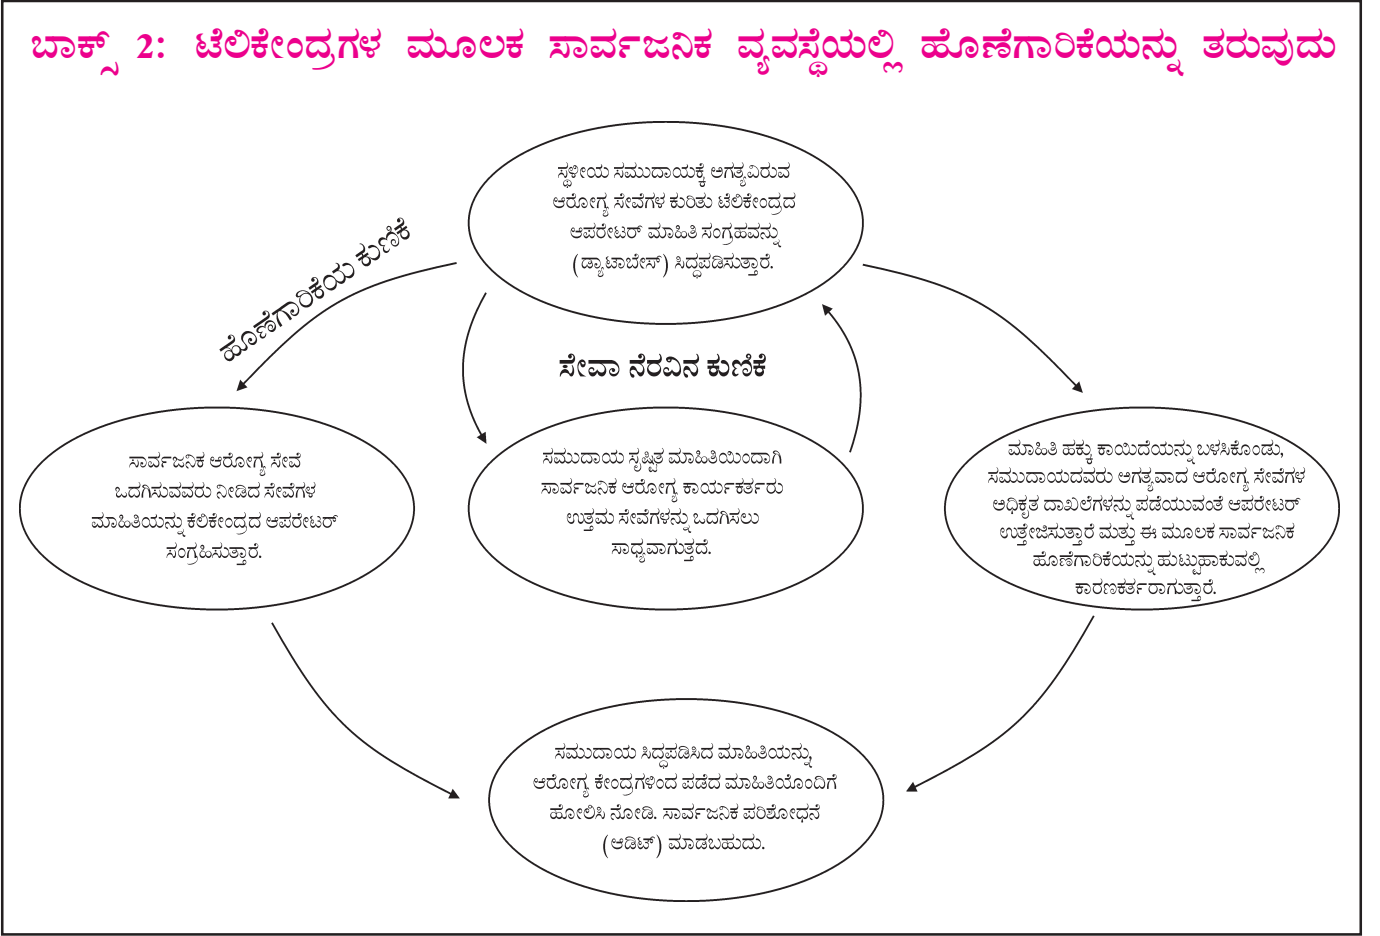 ಬಾಕ್ಸ್ 2: ಟೆಲಿಕೇಂದ್ರಗಳ ಮೂಲಕ ಸಾರ್ವಜನಿಕ ವ್ಯವಸ್ಥೆಯಲ್ಲಿ ಹೊಣೆಗಾರಿಕೆಯನ್ನು ತರುವುದು
ಸ್ಥಳೀಯ ಸಮುದಾಯಕ್ಕೆ ಅಗತ್ಯವಿರುವ
ಆರೋಗ್ಯ ಸೇವೆಗಳ ಕುರಿತು ಟೆಲಿಕೇಂದ್ರದ
ಆಪರೇಟರ್ ಮಾಹಿತಿ ಸಂಗ್ರಹವನ್ನು
(ಡ್ಯಾಟಾಬೇಸ್) ಸಿದ್ಧಪಡಿಸುತ್ತಾರೆ.
ಹೊಣೆಗಾರಿಕೆಯ ಕುಣಿಕೆ
ಸೇವಾ ನೆರವಿನ ಕುಣಿಕೆ
ಸಾರ್ವಜನಿಕ ಆರೋಗ್ಯ ಸೇವೆ
ಒದಗಿಸುವವರು ನೀಡಿದ ಸೇವೆಗಳ
ಮಾಹಿತಿಯನ್ನು ಕೆಲಿಕೇಂದ್ರದ ಆಪರೇಟರ್
ಸಂಗ್ರಹಿಸುತ್ತಾರೆ.
ಸಮುದಾಯ ಸೃಷ್ಟಿತ ಮಾಹಿತಿಯಿಂದಾಗಿ
ಸಾರ್ವಜನಿಕ ಆರೋಗ್ಯ ಕಾರ್ಯಕರ್ತರು
ಉತ್ತಮ ಸೇವೆಗಳನ್ನು ಒದಗಿಸಲು
ಸಾಧ್ಯವಾಗುತ್ತದೆ.
ಮಾಹಿತಿ ಹಕ್ಕು ಕಾಯಿದೆಯನ್ನು ಬಳಸಿಕೊಂಡು,
ಸಮುದಾಯದವರು ಅಗತ್ಯವಾದ ಆರೋಗ್ಯ ಸೇವೆಗಳ
ಅಧಿಕೃತ ದಾಖಲೆಗಳನ್ನು ಪಡೆಯುವಂತೆ ಆಪರೇಟರ್
ಉತ್ತೇಜಿಸುತ್ತಾರೆ ಮತ್ತು ಈ ಮೂಲಕ ಸಾರ್ವಜನಿಕ
ಹೊಣೆಗಾರಿಕೆಯನ್ನು ಹುಟ್ಟುಹಾಕುವಲ್ಲಿ
ಕಾರಣಕರ್ತರಾಗುತ್ತಾರೆ.
ಸಮುದಾಯ ಸಿದ್ಧಪಡಿಸಿದ ಮಾಹಿತಿಯನ್ನು,
ಆರೋಗ್ಯ ಕೇಂದ್ರಗಳಿಂದ ಪಡೆದ ಮಾಹಿತಿಯೊಂದಿಗೆ
ಹೋಲಿಸಿ ನೋಡಿ. ಸಾರ್ವಜನಿಕ ಪರಿಶೋಧನೆ
(ಆಡಿಟ್) ಮಾಡಬಹುದು.